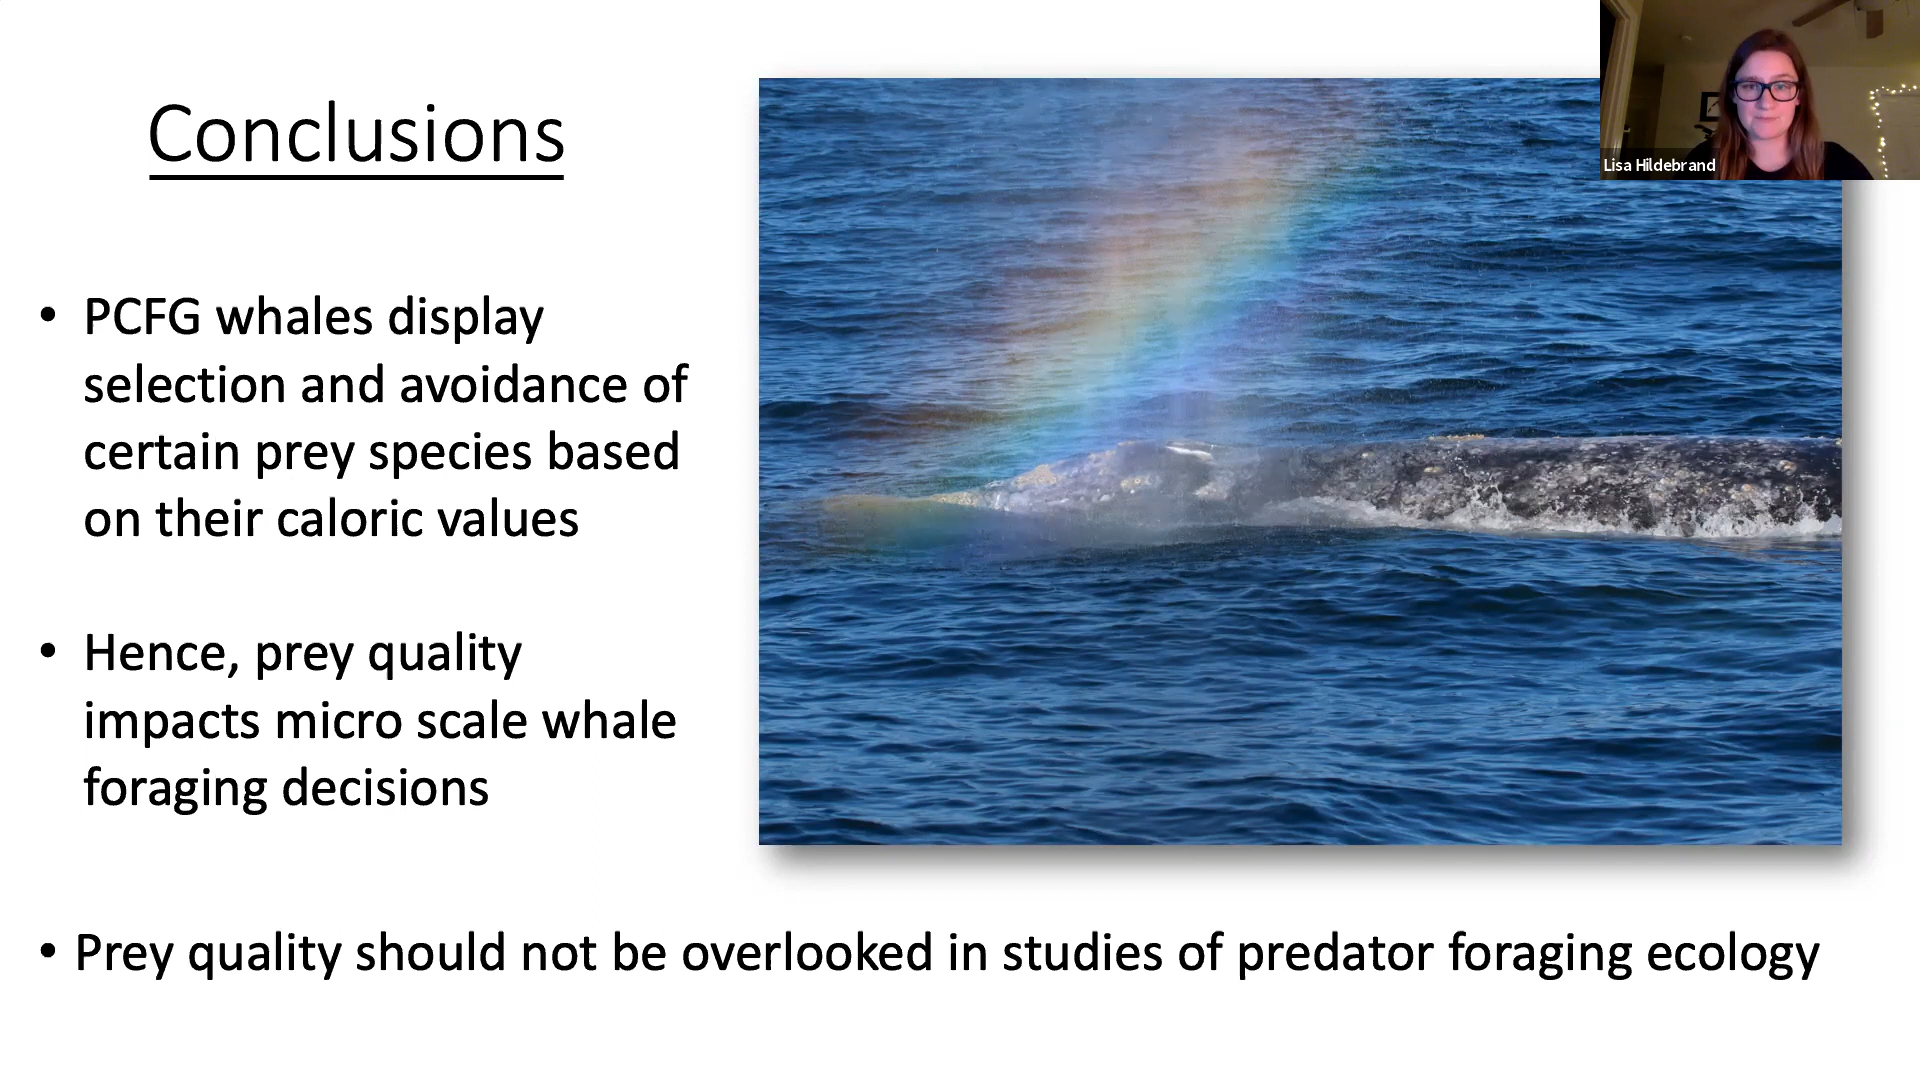 Conclusions
Lisa Hildebrand
• PCFG whales display
selection and avoidance of
certain prey species based
on their caloric values
• Hence, prey quality
impacts micro scale whale
foraging decisions
• Prey quality should not be overlooked in studies of predator foraging ecology